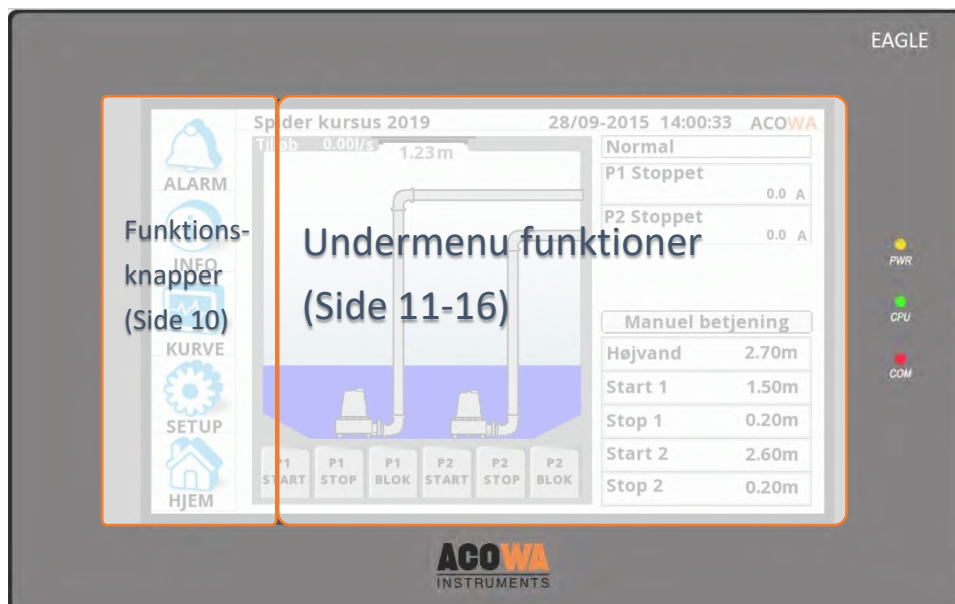 EAGLE
Spider kursus 2019 28/09-2015 14:00:33 ACOWA
Tilløb 0.00l/s
1.23m
Normal
P1 Stoppet
0.0 A
P2 Stoppet
0.0 A
ALARM
INFO
KURVE
SETUP
HJEM
Funktions-
knapper
(Side 10)
Undermenu funktioner
(Side 11-16)
Manuel betjening
Højvand 2.70m
Start 1 1.50m
Stop 1 0.20m
Start 2 2.60m
Stop 2 0.20m
P1 START
P1 STOP
P1 BLOK
P2 START
P2 STOP
P2 BLOK
PWR
CPU
COM
ACOWA
INSTRUMENTS